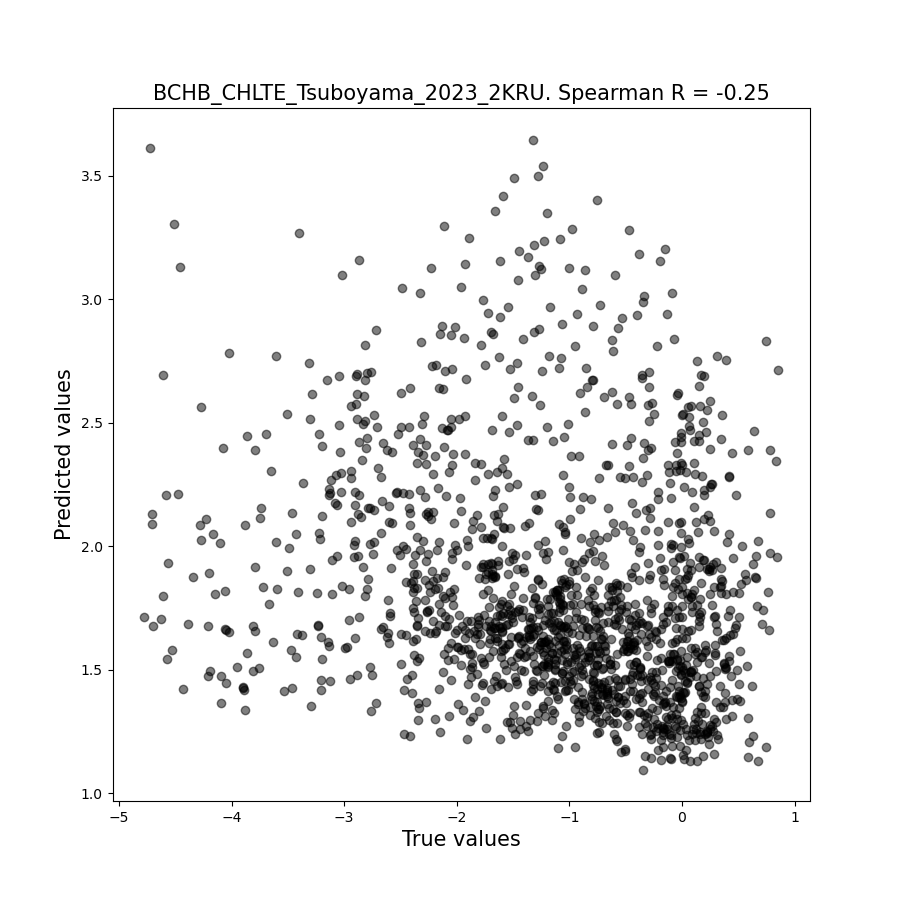 BCHB_CHLTE_Tsuboyama_2023_2KRU. Spearman R = -0.25
Predicted values
3.5
3.0
2.5
2.0
1.5
1.0
−5 −4 −3 −2 −1 0 1
True values